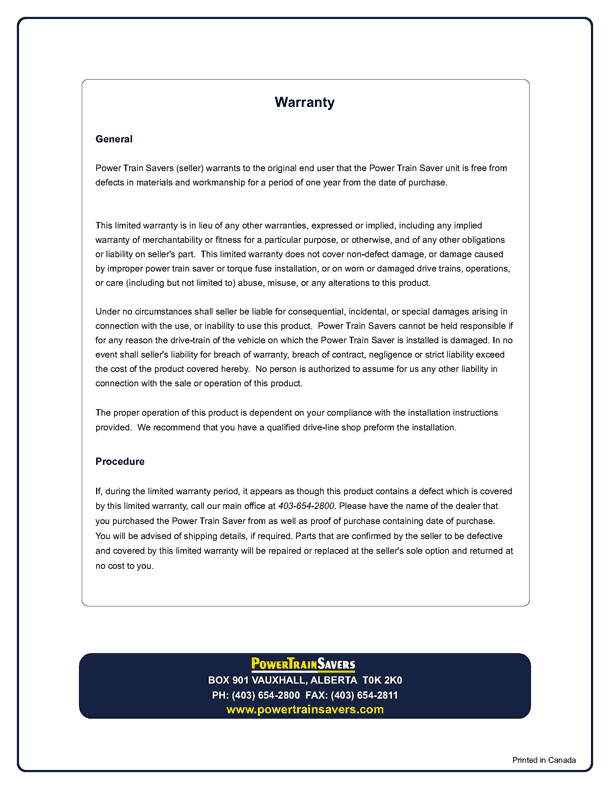 Warranty
General
Power Train Savers (seller) warrants to the original end user that the Power Train Saver unit is free from
defects in materials and workmanship for a period of one year from the date of purchase.
This limited warranty is in lieu of any other warranties, expressed or implied, including any implied
warranty of merchantability or fitness for a particular purpose, or otherwise, and of any other obligations
or liability on seller's part.  This limited warranty does not cover non-defect damage, or damage caused
by improper power train saver or torque fuse installation, or on worn or damaged drive trains, operations,
or care (including but not limited to) abuse, misuse, or any alterations to this product.
Under no circumstances shall seller be liable for consequential, incidental, or special damages arising in
connection with the use, or inability to use this product.  Power Train Savers cannot be held responsible if
for any reason the drive-train of the vehicle on which the Power Train Saver is installed is damaged. In no
event shall seller's liability for breach of warranty, breach of contract, negligence or strict liability exceed
the cost of the product covered hereby.  No person is authorized to assume for us any other liability in
connection with the sale or operation of this product.
The proper operation of this product is dependent on your compliance with the installation instructions
provided.  We recommend that you have a qualified drive-line shop preform the installation.
Procedure
If, during the limited warranty period, it appears as though this product contains a defect which is covered
by this limited warranty, call our main office at 403-654-2800. Please have the name of the dealer that
you purchased the Power Train Saver from as well as proof of purchase containing date of purchase.
You will be advised of shipping details, if required. Parts that are confirmed by the seller to be defective
and covered by this limited warranty will be repaired or replaced at the seller's sole option and returned at
no cost to you.
POWERTRAINSAVERS
BOX 901 VAUXHALL, ALBERTA  T0K 2K0
PH: (403) 654-2800  FAX: (403) 654-2811
www.powertrainsavers.com
Printed in Canada